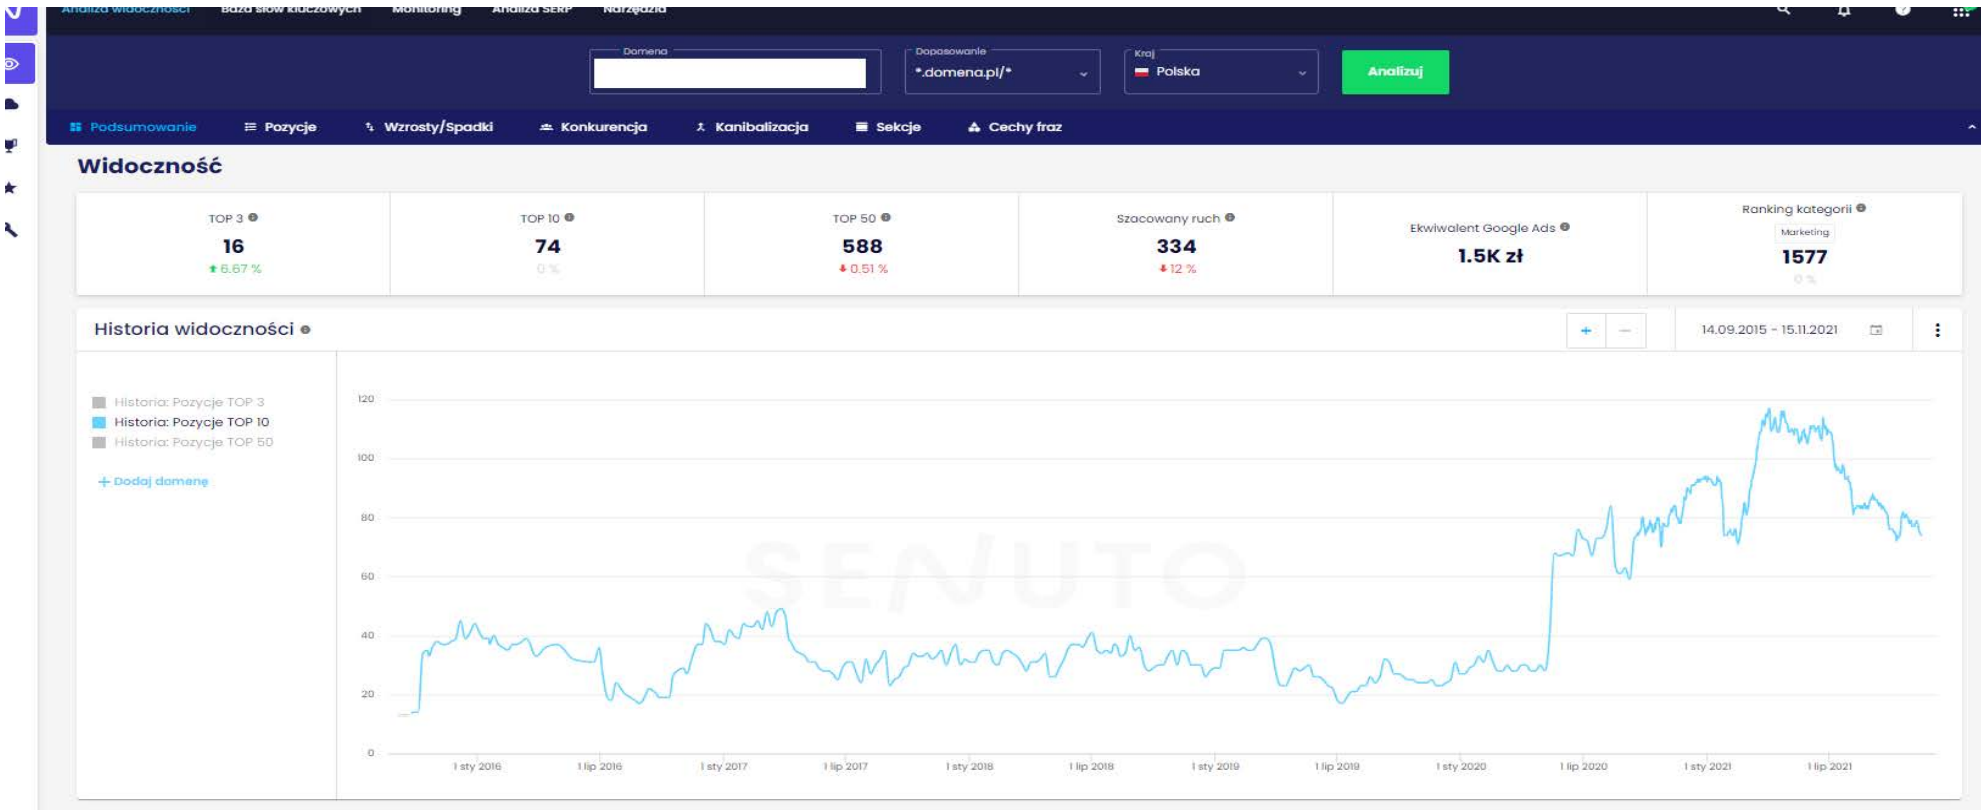 Analiza widoczności Baza słów kluczowych Monitoring Analiza SERP Narzędzia
Domena
Dopasowanie
*.domena.pl/*
Kraj
Polska
Analizuj
Podsumowanie Pozycje Wzrosty/Spadki Konkurencja Kanibalizacja Sekcje Cechy fraz
Widoczność
TOP 3
16
6.67 %
TOP 10
74
0 %
TOP 50
588
0.51 %
Szacowany ruch
334
12 %
Ekwiwalent Google Ads
1.5K zł
Ranking kategorii
Marketing
1577
0 %
Historia widoczności
+ −
14.09.2015 - 15.11.2021
Historia: Pozycje TOP 3
Historia: Pozycje TOP 10
Historia: Pozycje TOP 50
+ Dodaj domenę
120
100
80
60
40
20
0
SENUTO
1 sty 2016 1 lip 2016 1 sty 2017 1 lip 2017 1 sty 2018 1 lip 2018 1 sty 2019 1 lip 2019 1 sty 2020 1 lip 2020 1 sty 2021 1 lip 2021